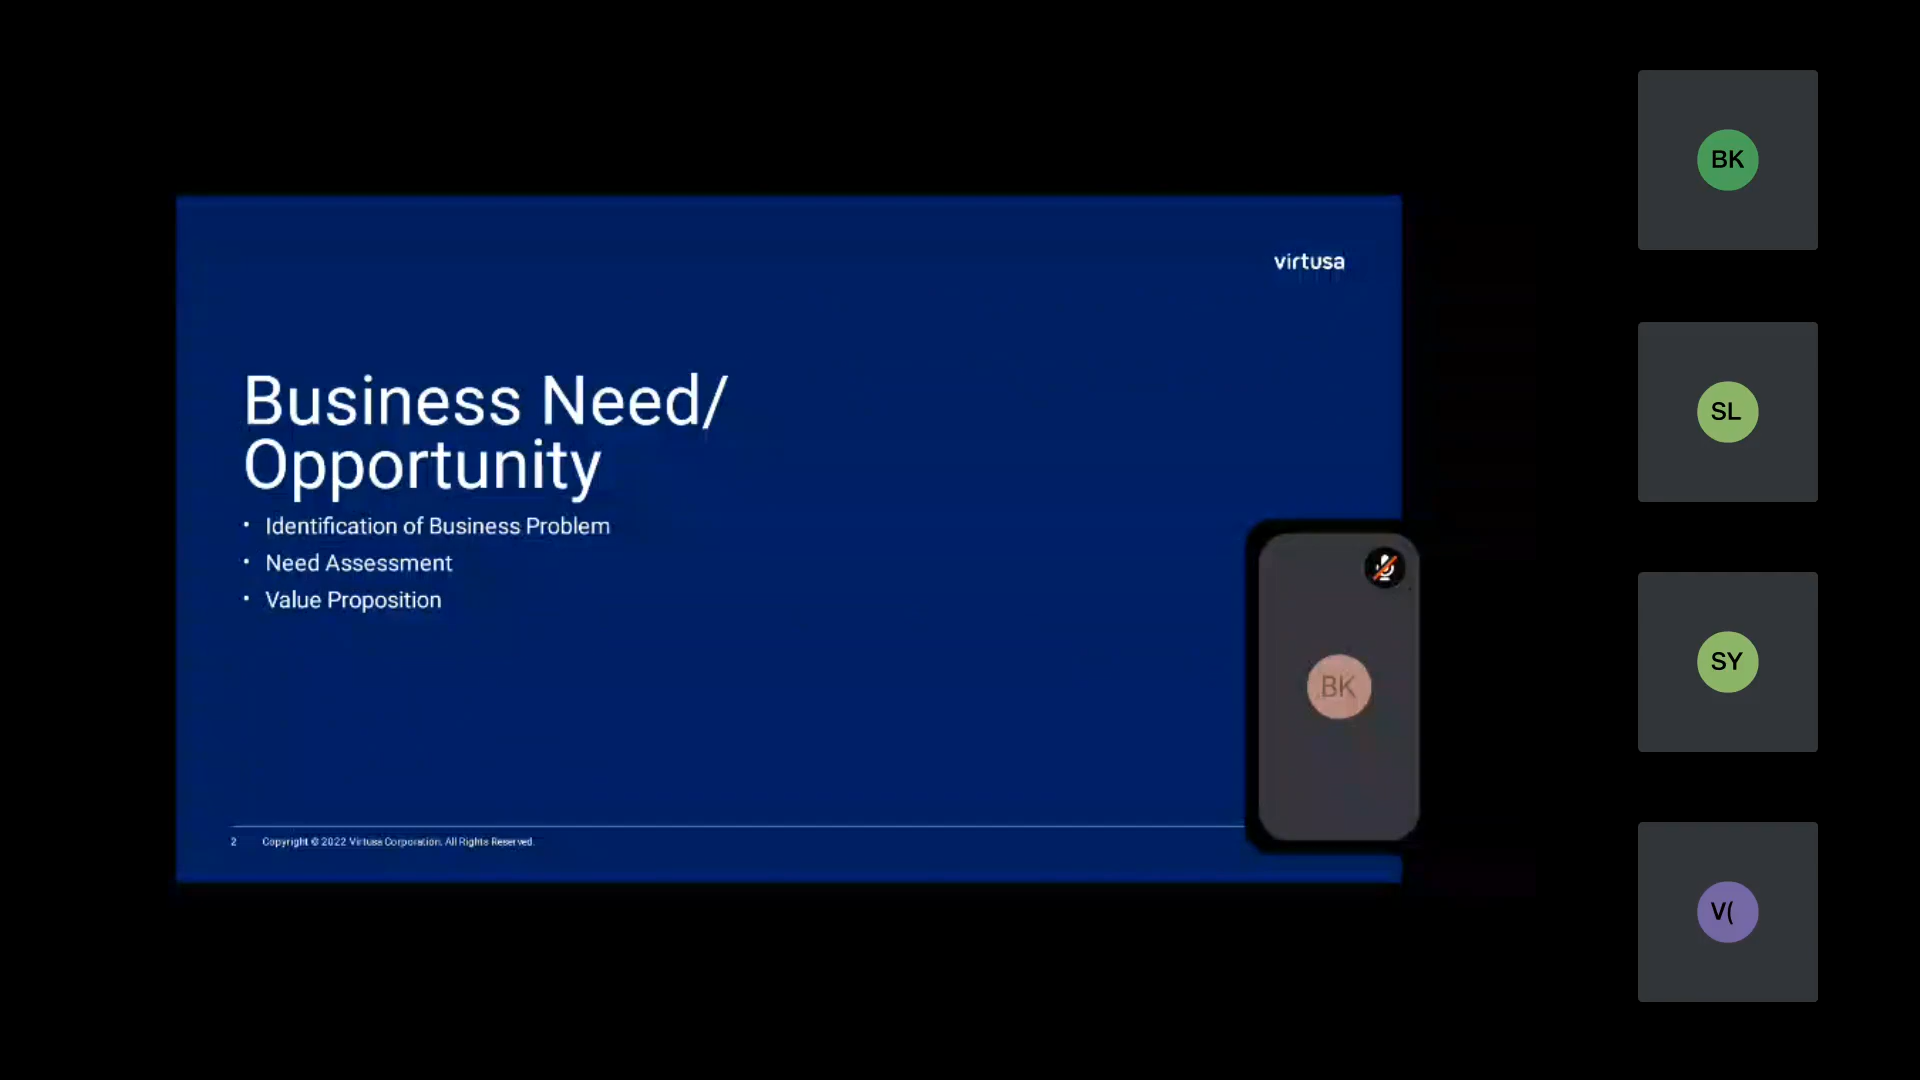 virtusa
Business Need/
Opportunity
• Identification of Business Problem
• Need Assessment
• Value Proposition
2 Copyright © 2022 Virtusa Corporation. All Rights Reserved.
BK
BK
SL
SY
V(